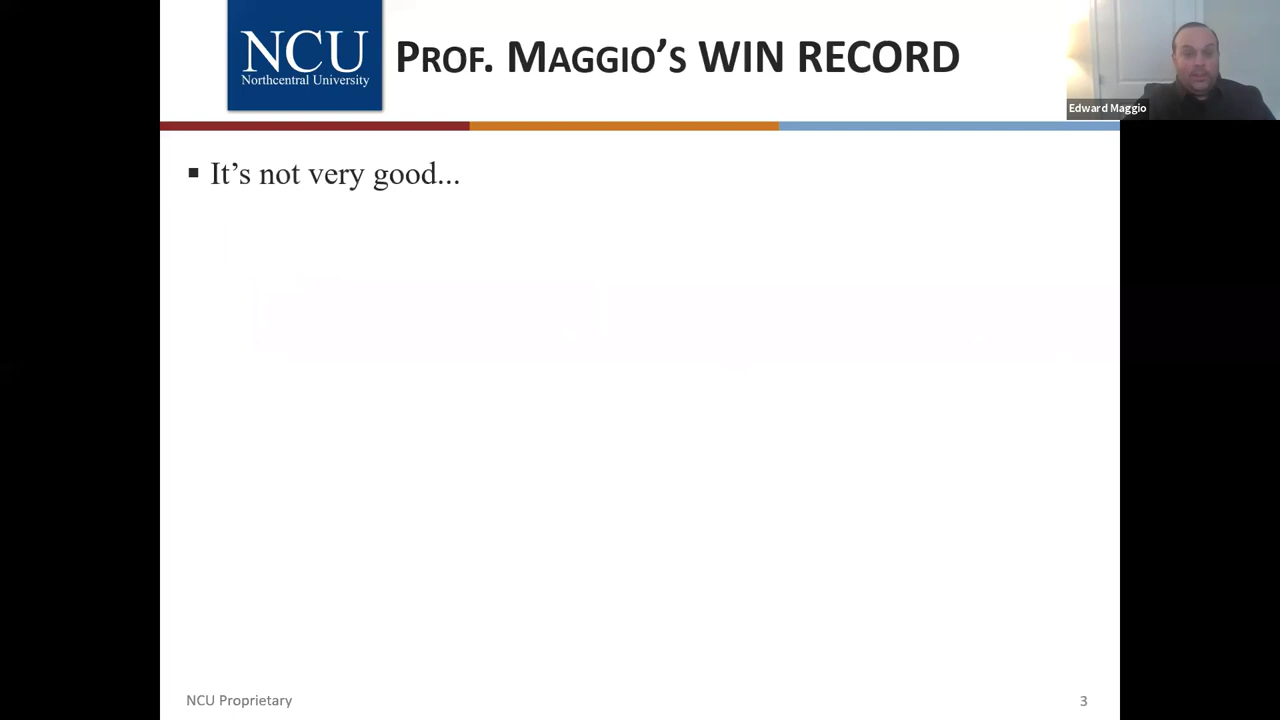 NCU
Northcentral University
PROF. MAGGIO’S WIN RECORD
Edward Maggio
▪ It’s not very good...
NCU Proprietary
3